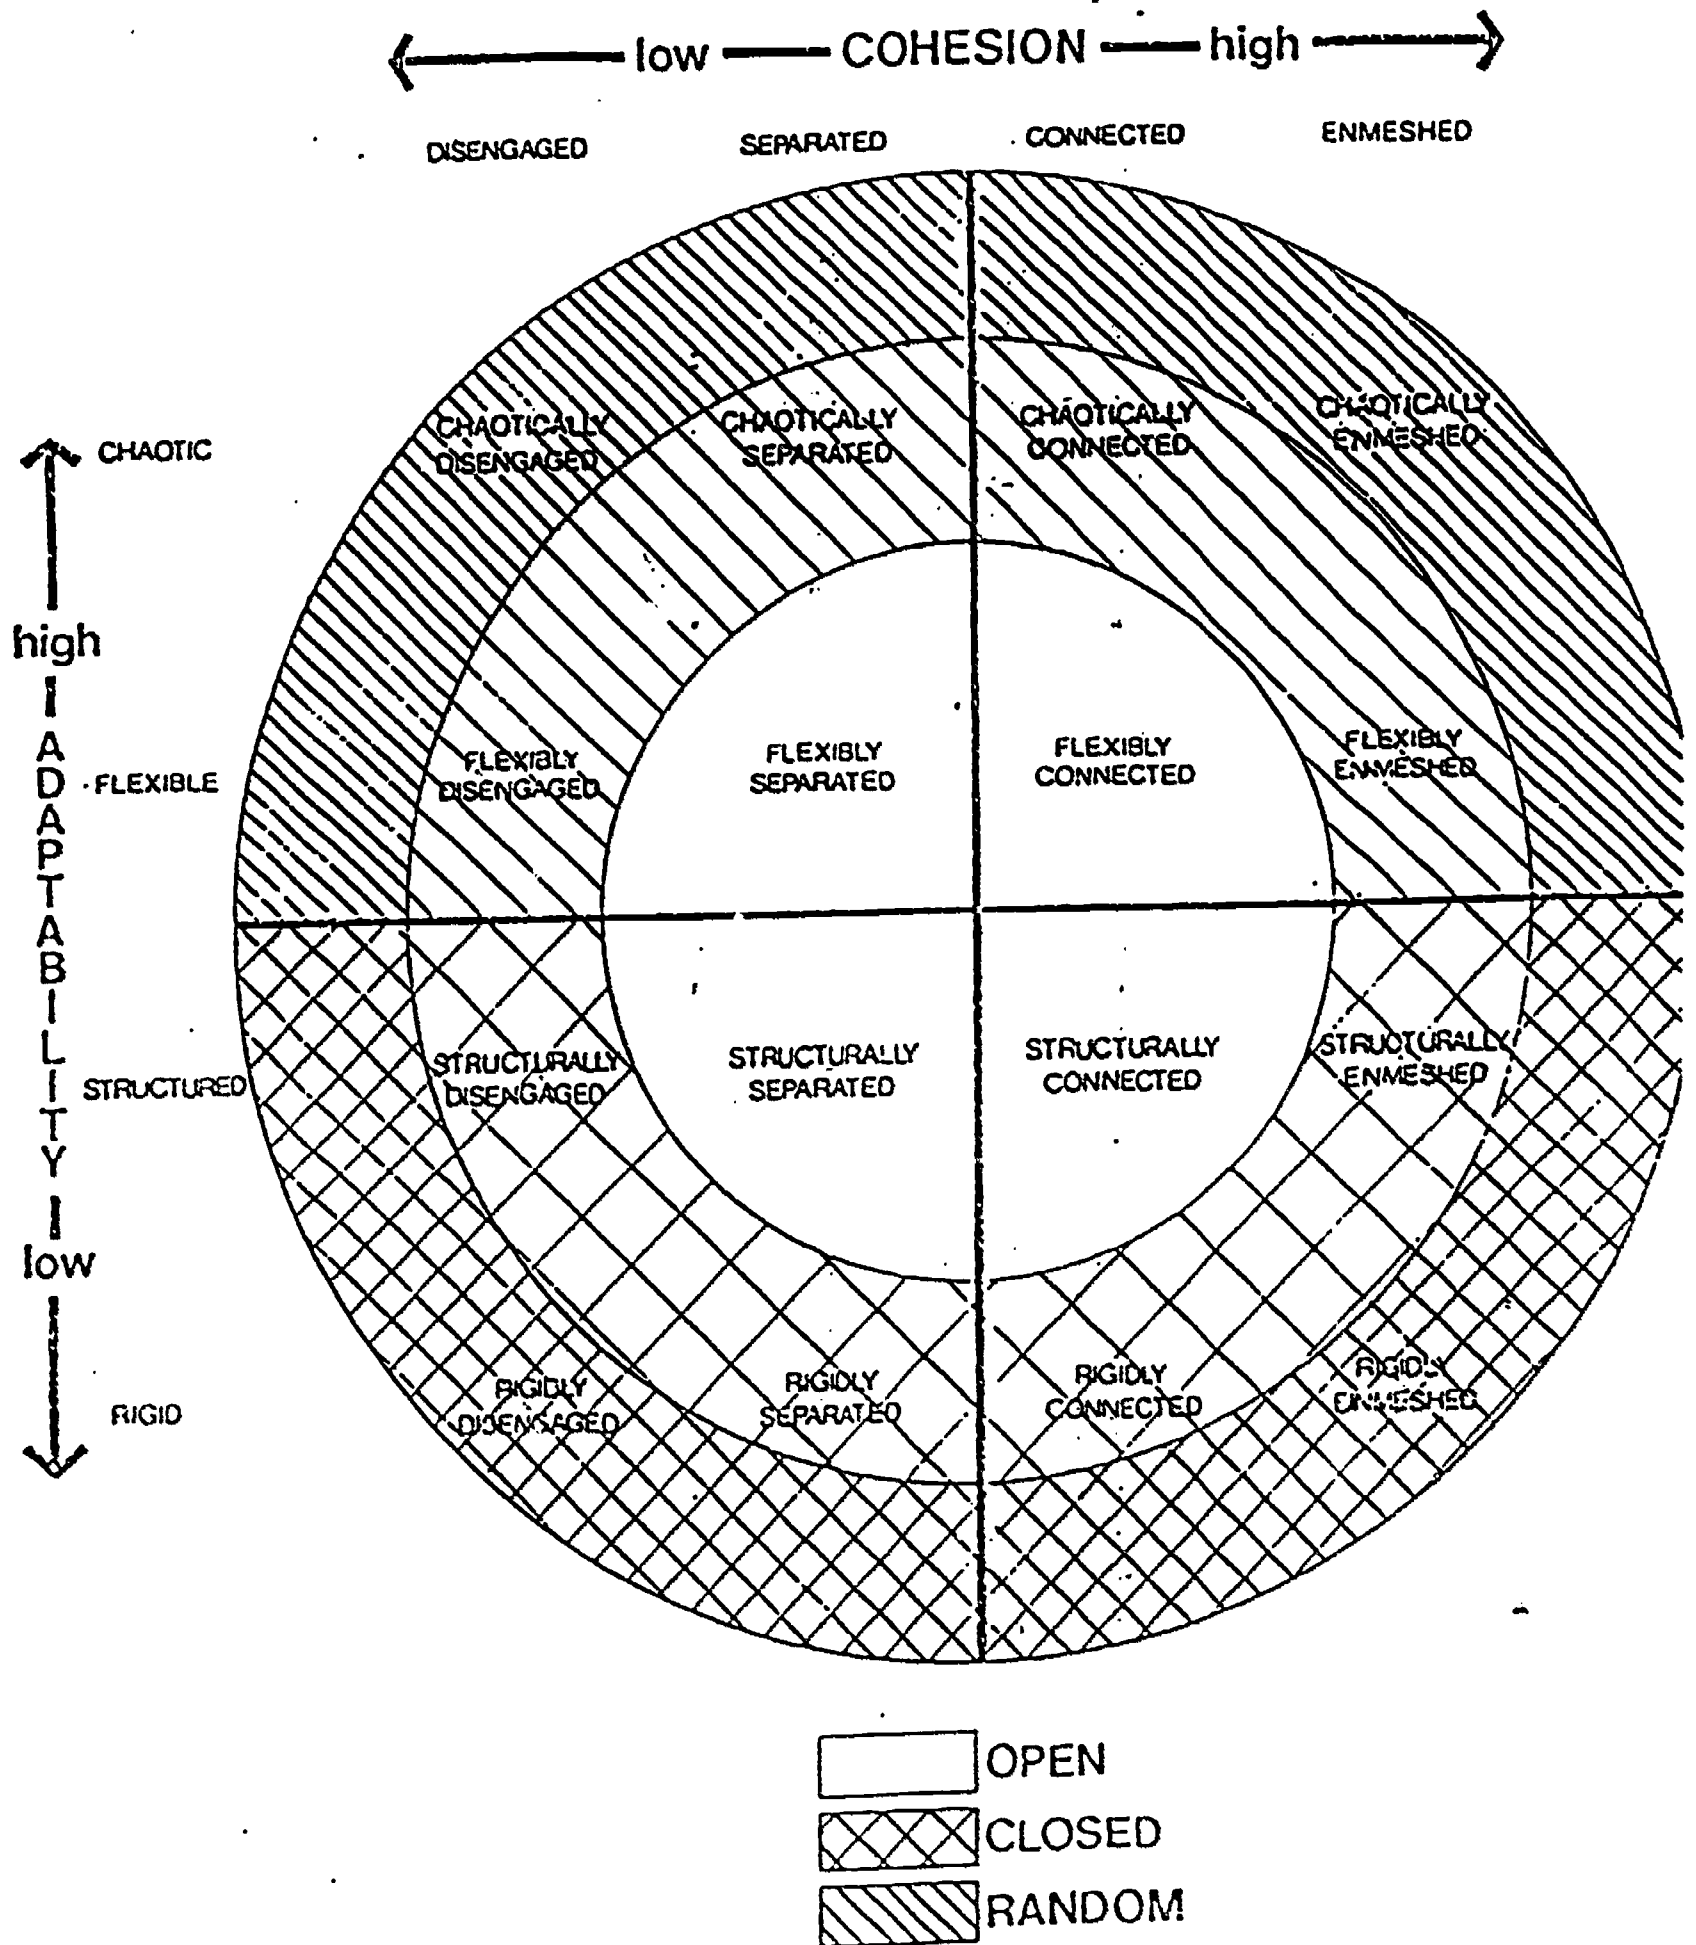 low COHESION high
DISENGAGED SEPARATED CONNECTED ENMESHED
CHAOTIC
CHAOTICALLY DISENGAGED
CHAOTICALLY SEPARATED
CHAOTICALLY CONNECTED
CHAOTICALLY ENMESHED
high
ADAPTABILITY
low
FLEXIBLE
FLEXIBLY DISENGAGED
FLEXIBLY SEPARATED
FLEXIBLY CONNECTED
FLEXIBLY ENMESHED
STRUCTURED
STRUCTURALLY DISENGAGED
STRUCTURALLY SEPARATED
STRUCTURALLY CONNECTED
STRUCTURALLY ENMESHED
RIGID
RIGIDLY DISENGAGED
RIGIDLY SEPARATED
RIGIDLY CONNECTED
RIGIDLY ENMESHED
OPEN
CLOSED
RANDOM